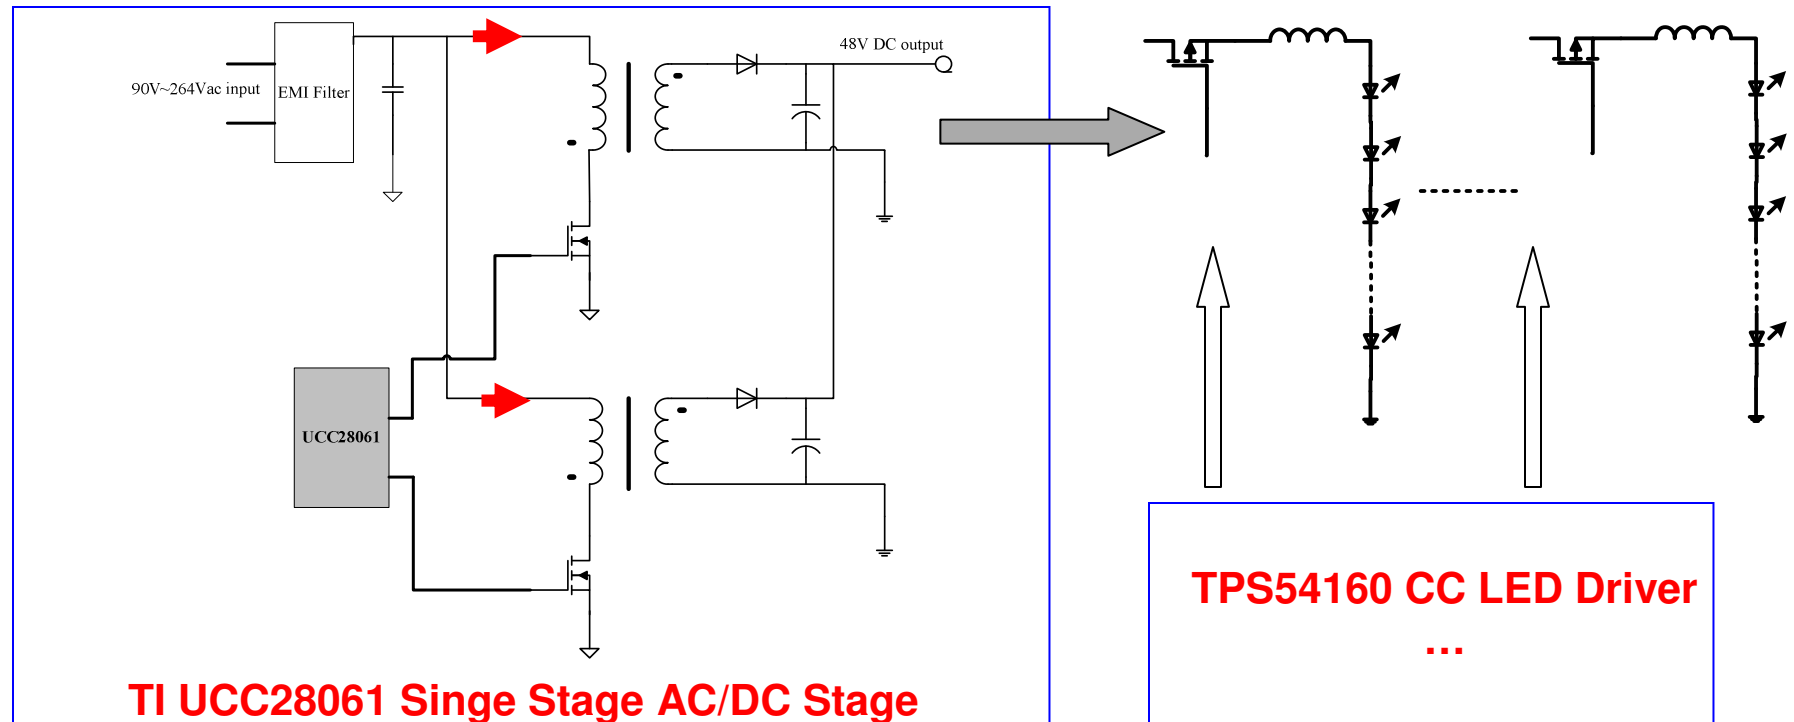 48V DC output
90V~264Vac input
EMI Filter
UCC28061
TPS54160 CC LED Driver
...
TI UCC28061 Singe Stage AC/DC Stage